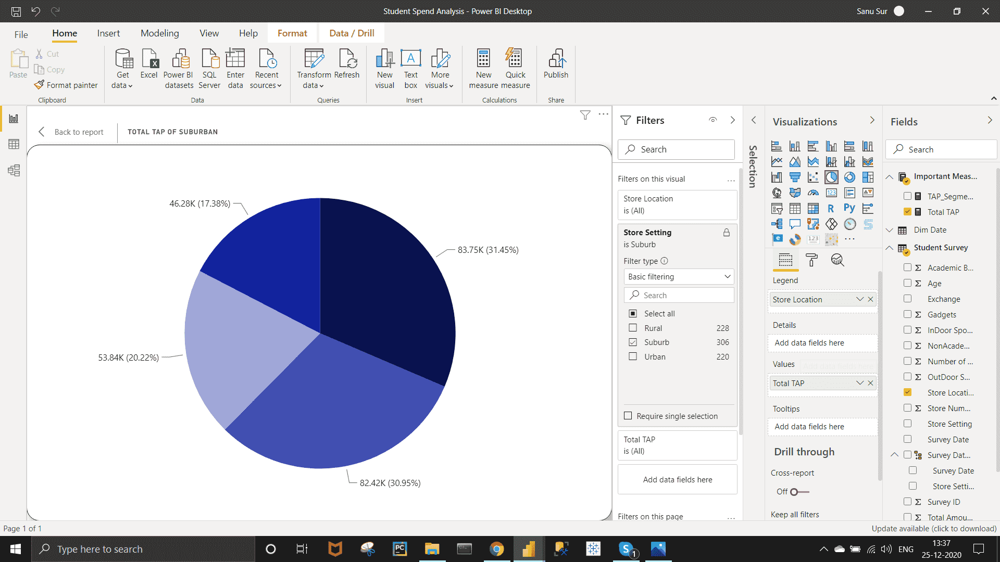 Student Spend Analysis - Power BI Desktop
Sanu Sur
File
Home
Insert
Modeling
View
Help
Format
Data / Drill
Paste
Cut
Copy
Format painter
Clipboard
Get data
Excel
Power BI datasets
SQL Server
Enter data
Recent sources
Data
Transform data
Refresh
Queries
New visual
Text box
More visuals
Insert
New measure
Quick measure
Calculations
Publish
Share
Back to report
TOTAL TAP OF SUBURBAN
46.28K (17.38%)
83.75K (31.45%)
53.84K (20.22%)
82.42K (30.95%)
Filters
Search
Filters on this visual
Store Location
is (All)
Store Setting
is Suburb
Filter type
Basic filtering
Search
Select all
Rural 228
Suburb 306
Urban 220
Require single selection
Total TAP
is (All)
Add data fields here
Filters on this page
Selection
Visualizations
R
Py
123
123
Legend
Store Location
Details
Add data fields here
Values
Add data fields here
Total TAP
Tooltips
Add data fields here
Drill through
Cross-report
Off
Keep all filters
Fields
Search
Important Meas...
TAP_Segme...
Total TAP
Dim Date
Student Survey
Academic B...
Age
Exchange
Gadgets
InDoor Spo...
NonAcade...
Number of ...
OutDoor S...
Store Locati...
Store Num...
Store Setting
Survey Date
Survey Dat...
Survey Date
Store Setti...
Survey ID
Total Amou...
Page 1 of 1
Update available (click to download)
Type here to search
PC
S
1
ENG
13:37
25-12-2020